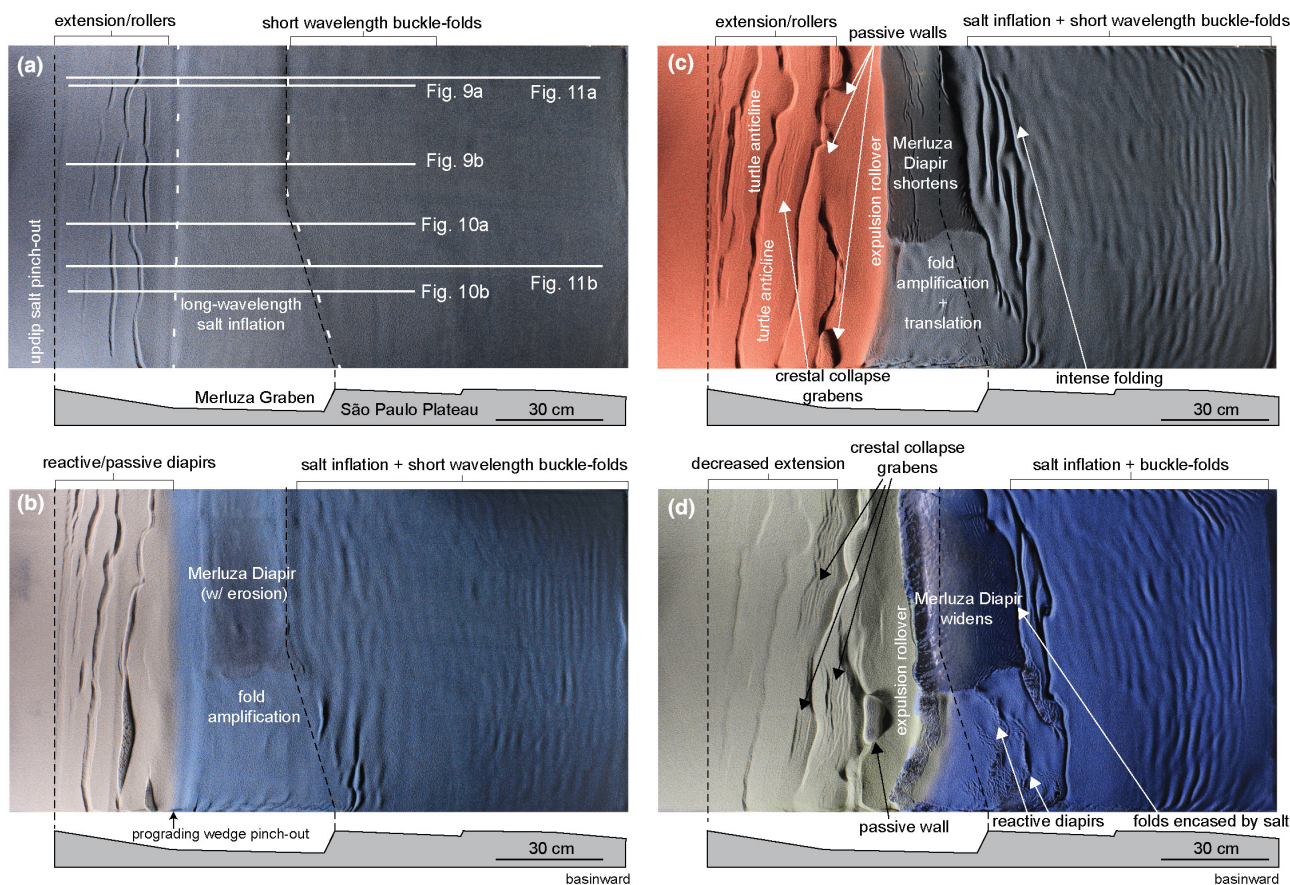 extension/rollers
short wavelength buckle-folds
(a)
Fig. 9a
Fig. 11a
Fig. 9b
Fig. 10a
Fig. 11b
Fig. 10b
updip salt pinch-out
long-wavelength
salt inflation
Merluza Graben
São Paulo Plateau
30 cm
extension/rollers
passive walls
salt inflation + short wavelength buckle-folds
(c)
turtle anticline
turtle anticline
expulsion rollover
Merluza
Diapir
shortens
fold
amplification
+
translation
crestal collapse
grabens
intense folding
30 cm
reactive/passive diapirs
salt inflation + short wavelength buckle-folds
(b)
Merluza Diapir
(w/ erosion)
fold
amplification
prograding wedge pinch-out
30 cm
basinward
decreased extension
crestal collapse
grabens
salt inflation + buckle-folds
(d)
expulsion rollover
Merluza Diapir
widens
passive wall
reactive diapirs
folds encased by salt
30 cm
basinward